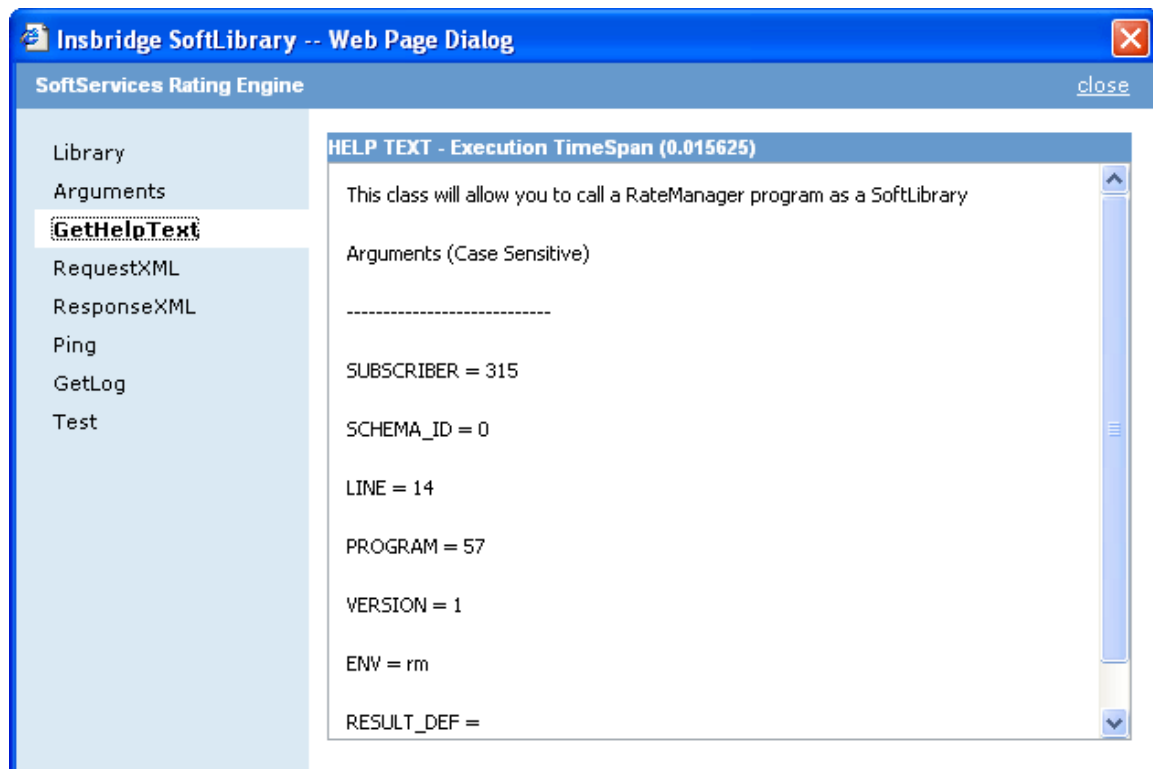 Insbridge SoftLibrary -- Web Page Dialog
SoftServices Rating Engine
close
Library
Arguments
GetHelpText
RequestXML
ResponseXML
Ping
GetLog
Test
HELP TEXT - Execution TimeSpan (0.015625)
This class will allow you to call a RateManager program as a SoftLibrary
Arguments (Case Sensitive)
----------------------------
SUBSCRIBER = 315
SCHEMA_ID = 0
LINE = 14
PROGRAM = 57
VERSION = 1
ENV = rm
RESULT_DEF =